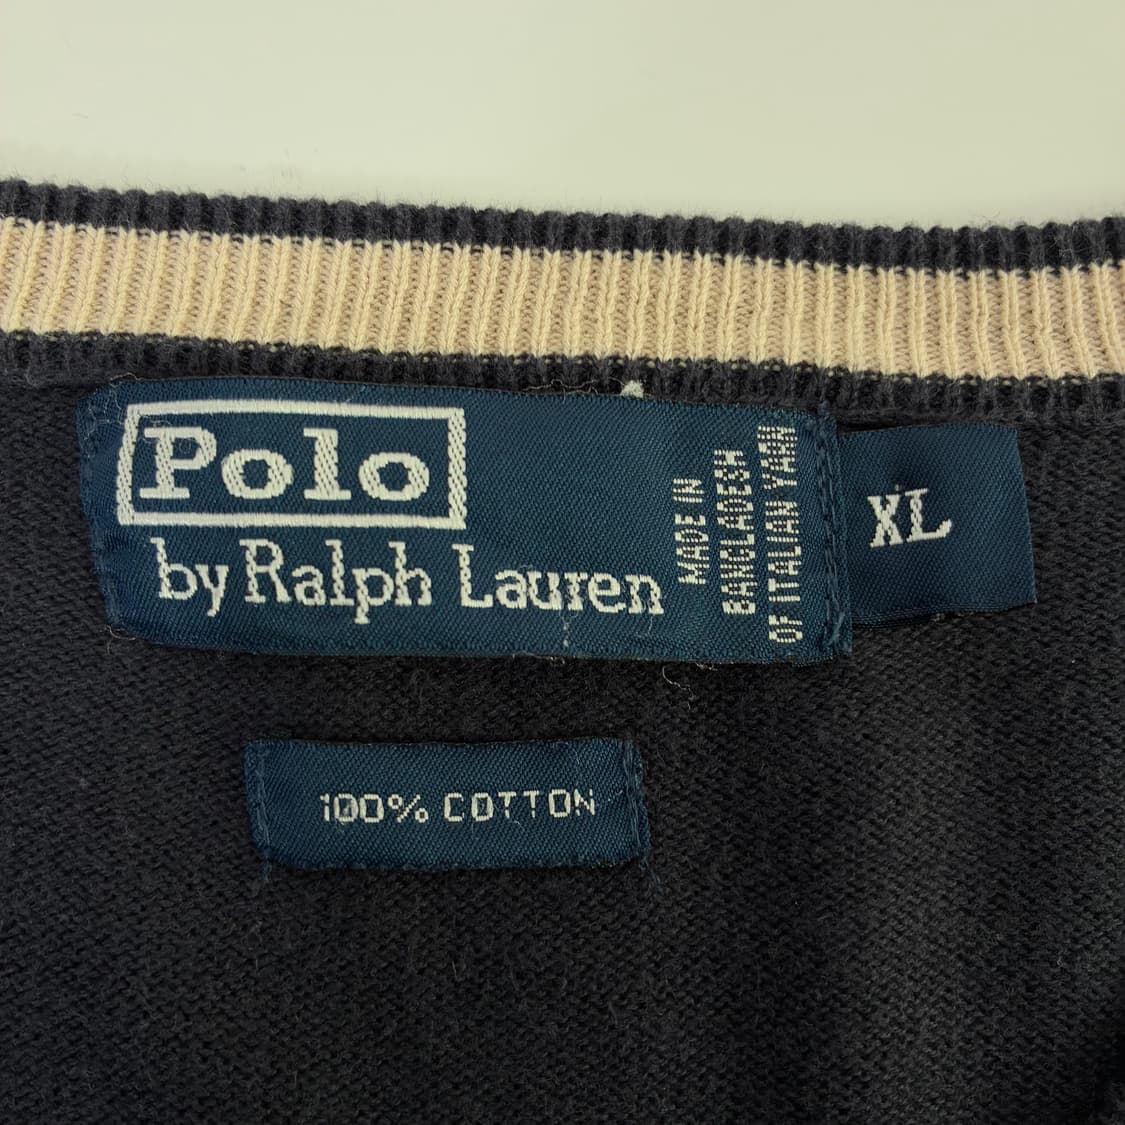 Polo
by Ralph Lauren
MADE IN
BANGLADESH
OF ITALIAN YARN
XL
100% COTTON